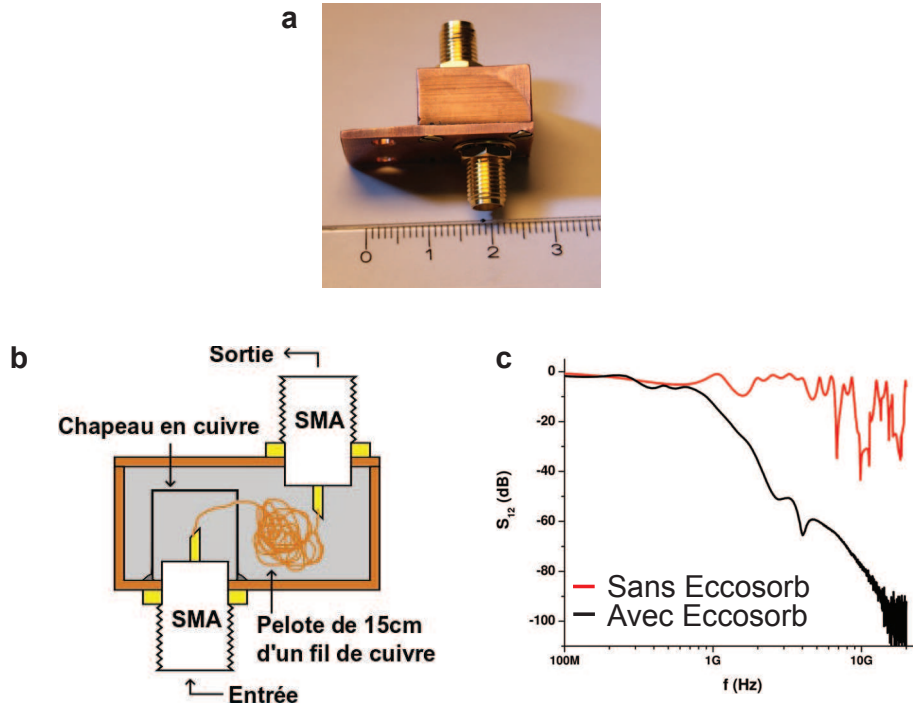 a
0 1 2 3
b
Sortie
SMA
Chapeau en cuivre
SMA
Pelote de 15cm
d'un fil de cuivre
Entrée
c
0
-20
-40
-60
-80
-100
S12 (dB)
Sans Eccosorb
Avec Eccosorb
100M 1G 10G
f (Hz)